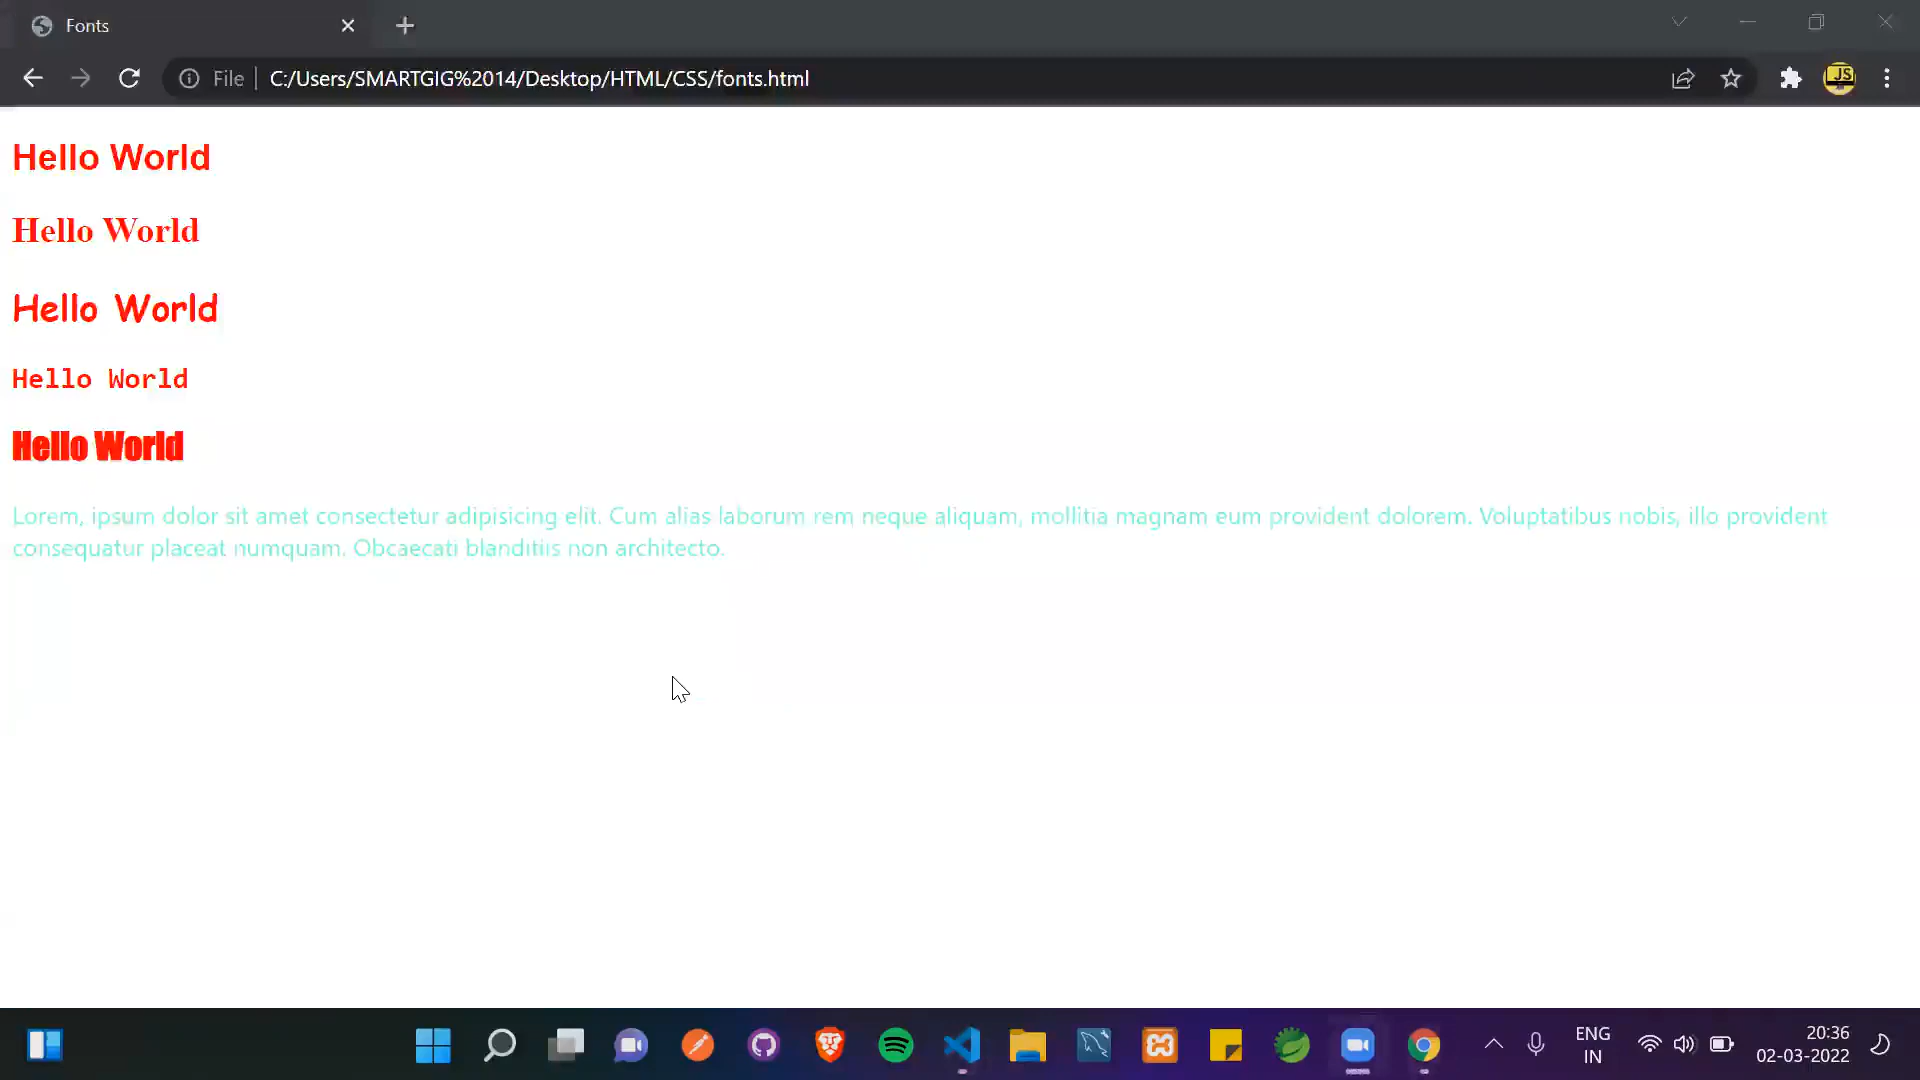 Fonts
File
C:/Users/SMARTGIG%2014/Desktop/HTML/CSS/fonts.html
JS
Hello World
Hello World
Hello World
Hello World
Hello World
Lorem, ipsum dolor sit amet consectetur adipisicing elit. Cum alias laborum rem neque aliquam, mollitia magnam eum provident dolorem. Voluptatibus nobis, illo provident
consequatur placeat numquam. Obcaecati blanditiis non architecto.
ENG
IN
20:36
02-03-2022